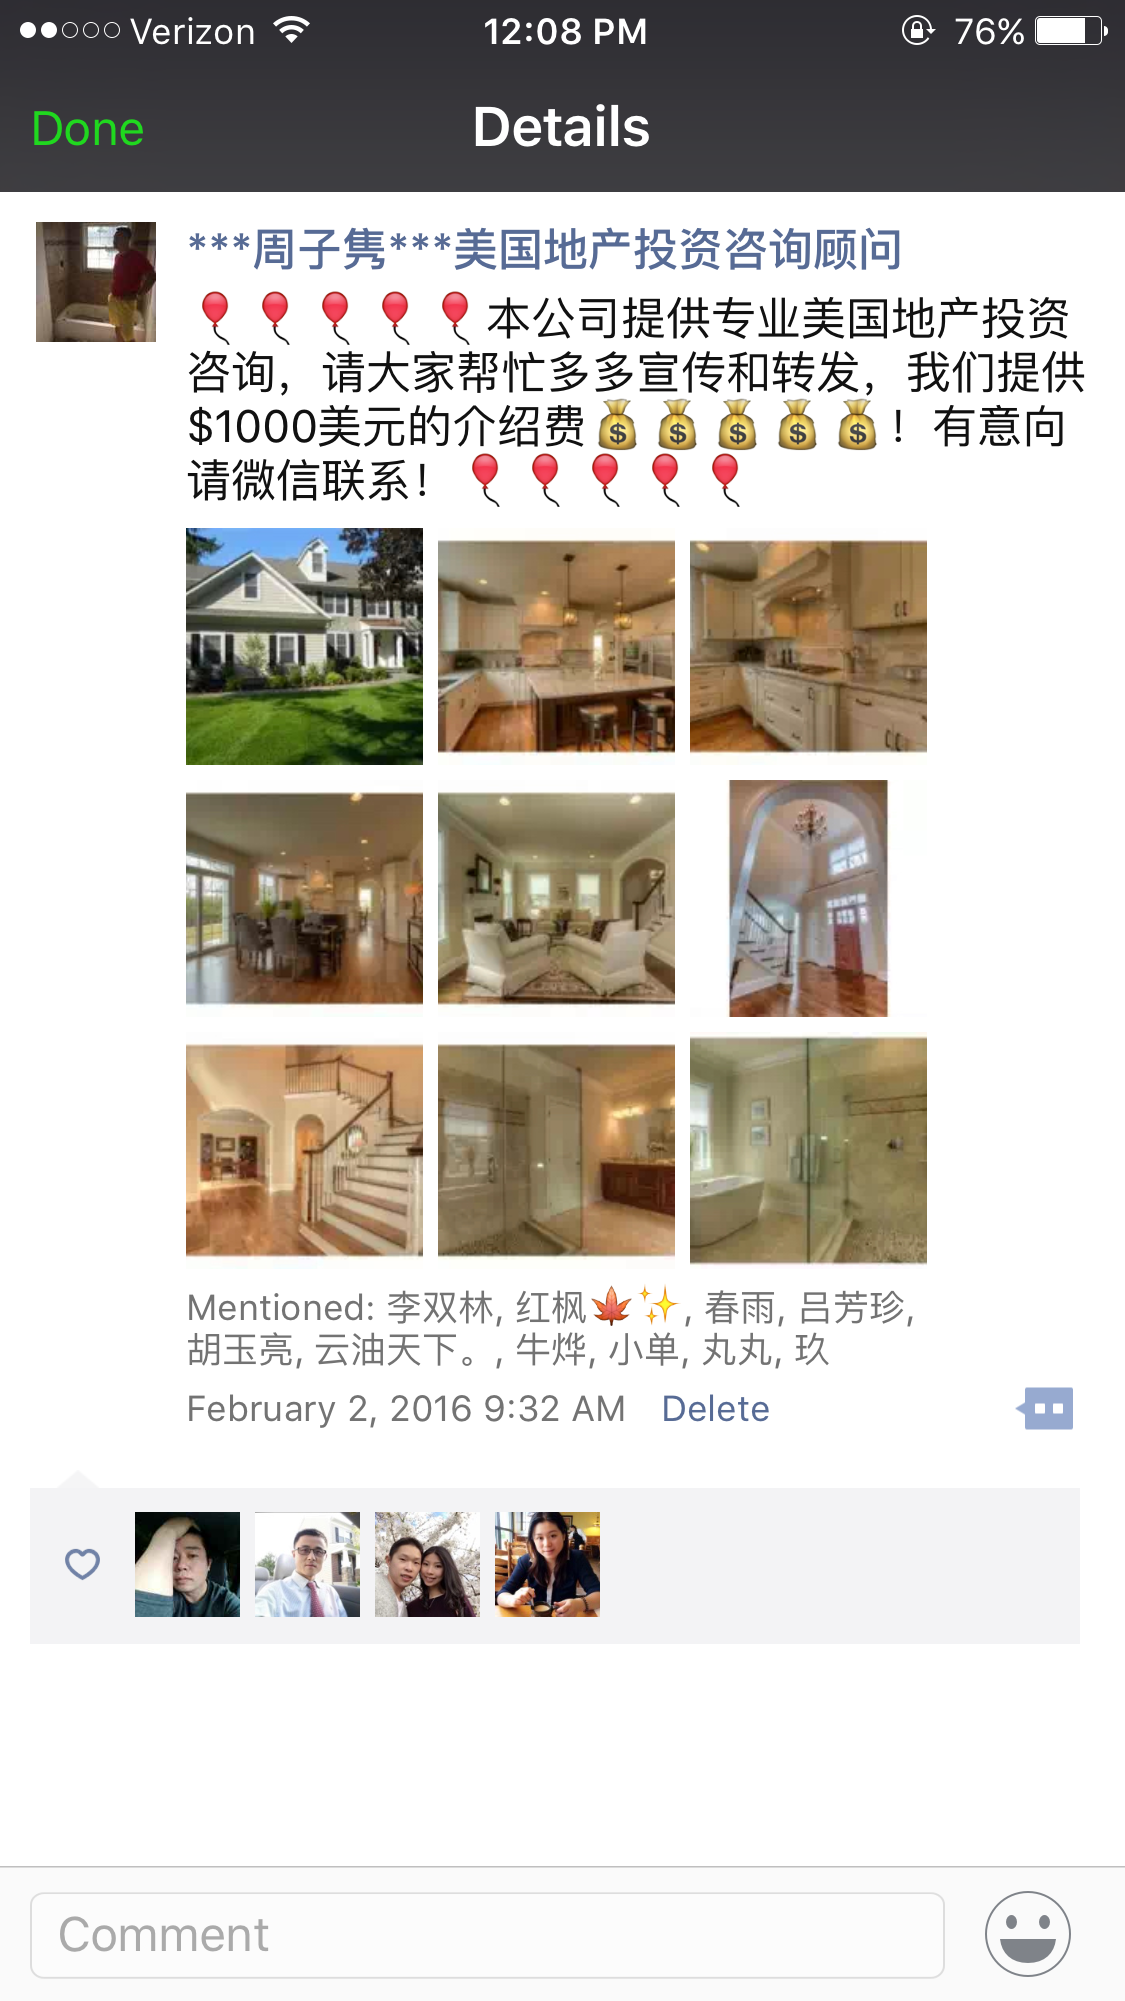 Verizon 12:08 PM 76%
Done Details
***周子隽***美国地产投资咨询顾问
🎈🎈🎈🎈🎈本公司提供专业美国地产投资
咨询，请大家帮忙多多宣传和转发，我们提供
$1000美元的介绍费💰💰💰💰💰！有意向
请微信联系！🎈🎈🎈🎈🎈
Mentioned: 李双林, 红枫🍁✨, 春雨, 吕芳珍,
胡玉亮, 云油天下。, 牛烨, 小单, 丸丸, 玖
February 2, 2016 9:32 AM Delete
Comment